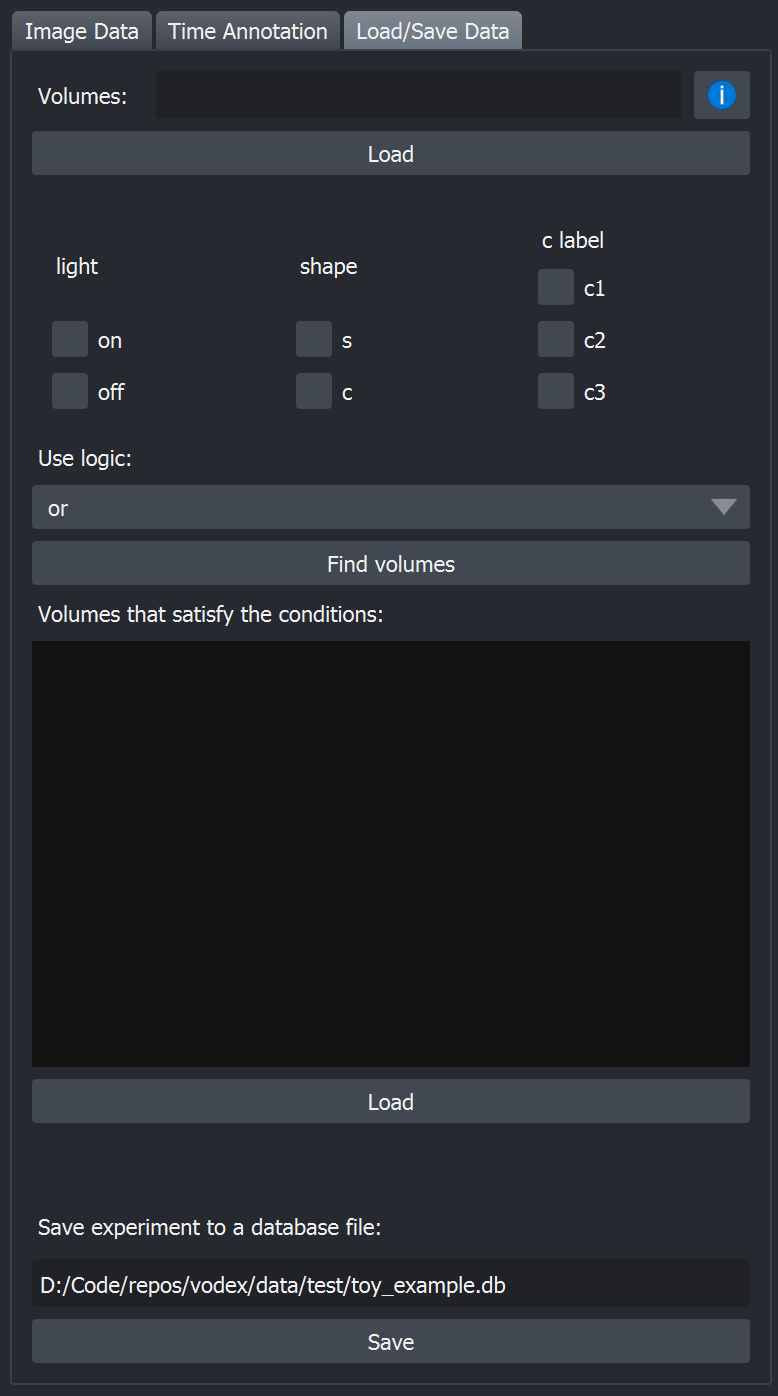 Image Data Time Annotation Load/Save Data
Volumes: i
Load
c label
light shape
c1
on s c2
off c c3
Use logic:
or
Find volumes
Volumes that satisfy the conditions:
Load
Save experiment to a database file:
D:/Code/repos/vodex/data/test/toy_example.db
Save